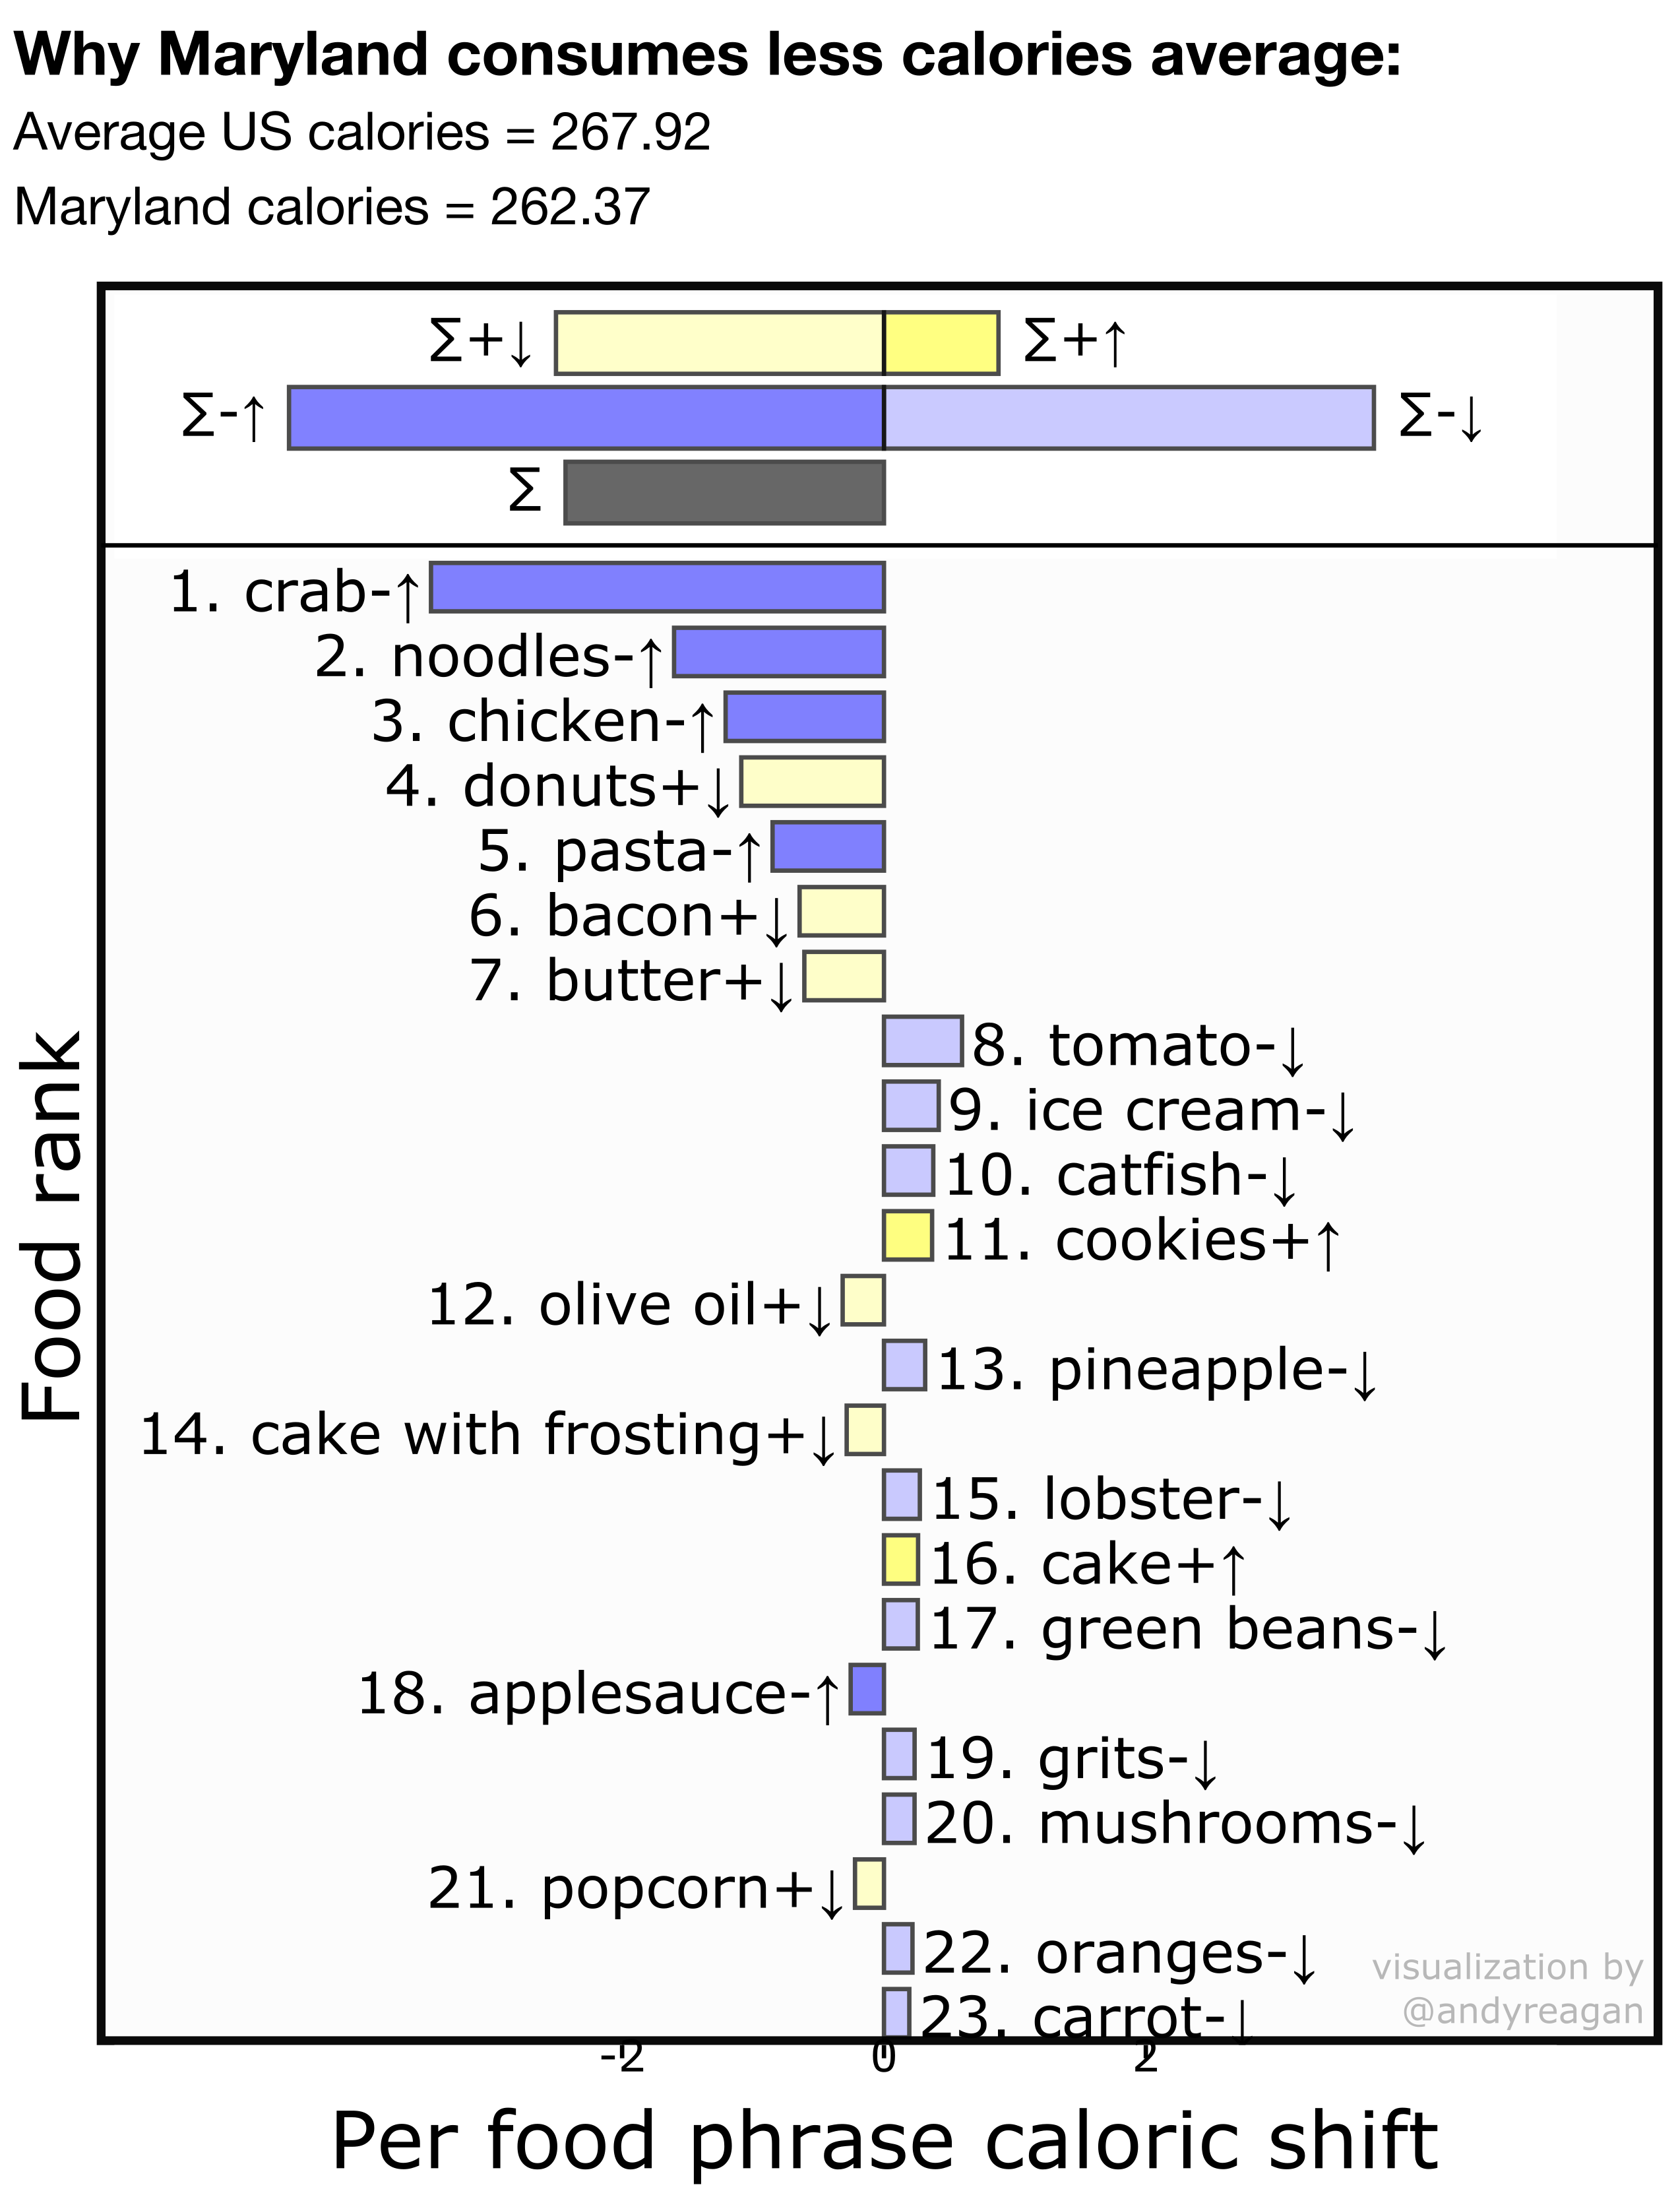 Why Maryland consumes less calories average:
Average US calories = 267.92
Maryland calories = 262.37
∑+↓
∑+↑
∑-↑
∑-↓
∑
1. crab-↑
2. noodles-↑
3. chicken-↑
4. donuts+↓
5. pasta-↑
6. bacon+↓
7. butter+↓
8. tomato-↓
9. ice cream-↓
10. catfish-↓
11. cookies+↑
12. olive oil+↓
13. pineapple-↓
14. cake with frosting+↓
15. lobster-↓
16. cake+↑
17. green beans-↓
18. applesauce-↑
19. grits-↓
20. mushrooms-↓
21. popcorn+↓
22. oranges-↓
23. carrot-↓
Food rank
visualization by
@andyreagan
-2 0 2
Per food phrase caloric shift